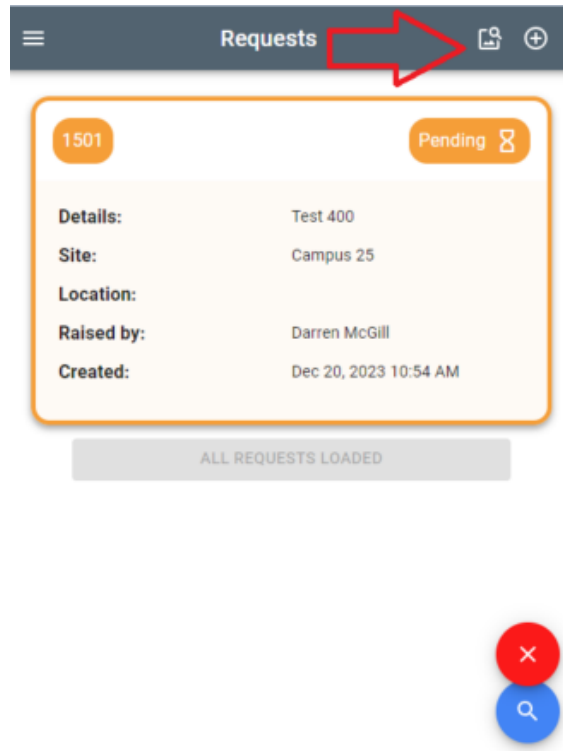 Requests
1501 Pending
Details: Test 400
Site: Campus 25
Location:
Raised by: Darren McGill
Created: Dec 20, 2023 10:54 AM
ALL REQUESTS LOADED